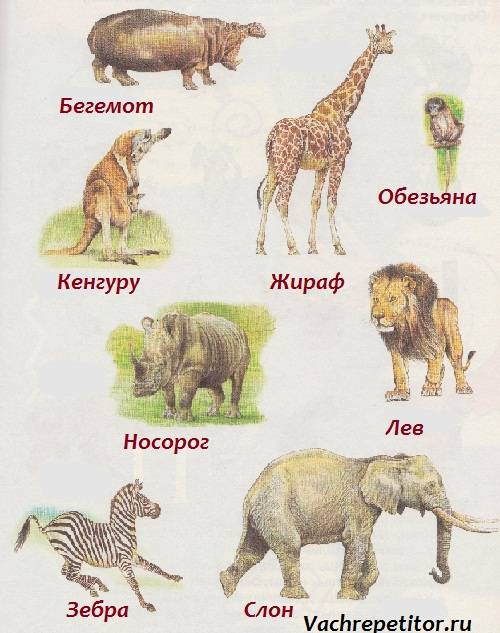 Бегемот
Обезьяна
Кенгуру
Жираф
Носорог
Лев
Зебра
Слон
Vachrepetitor.ru